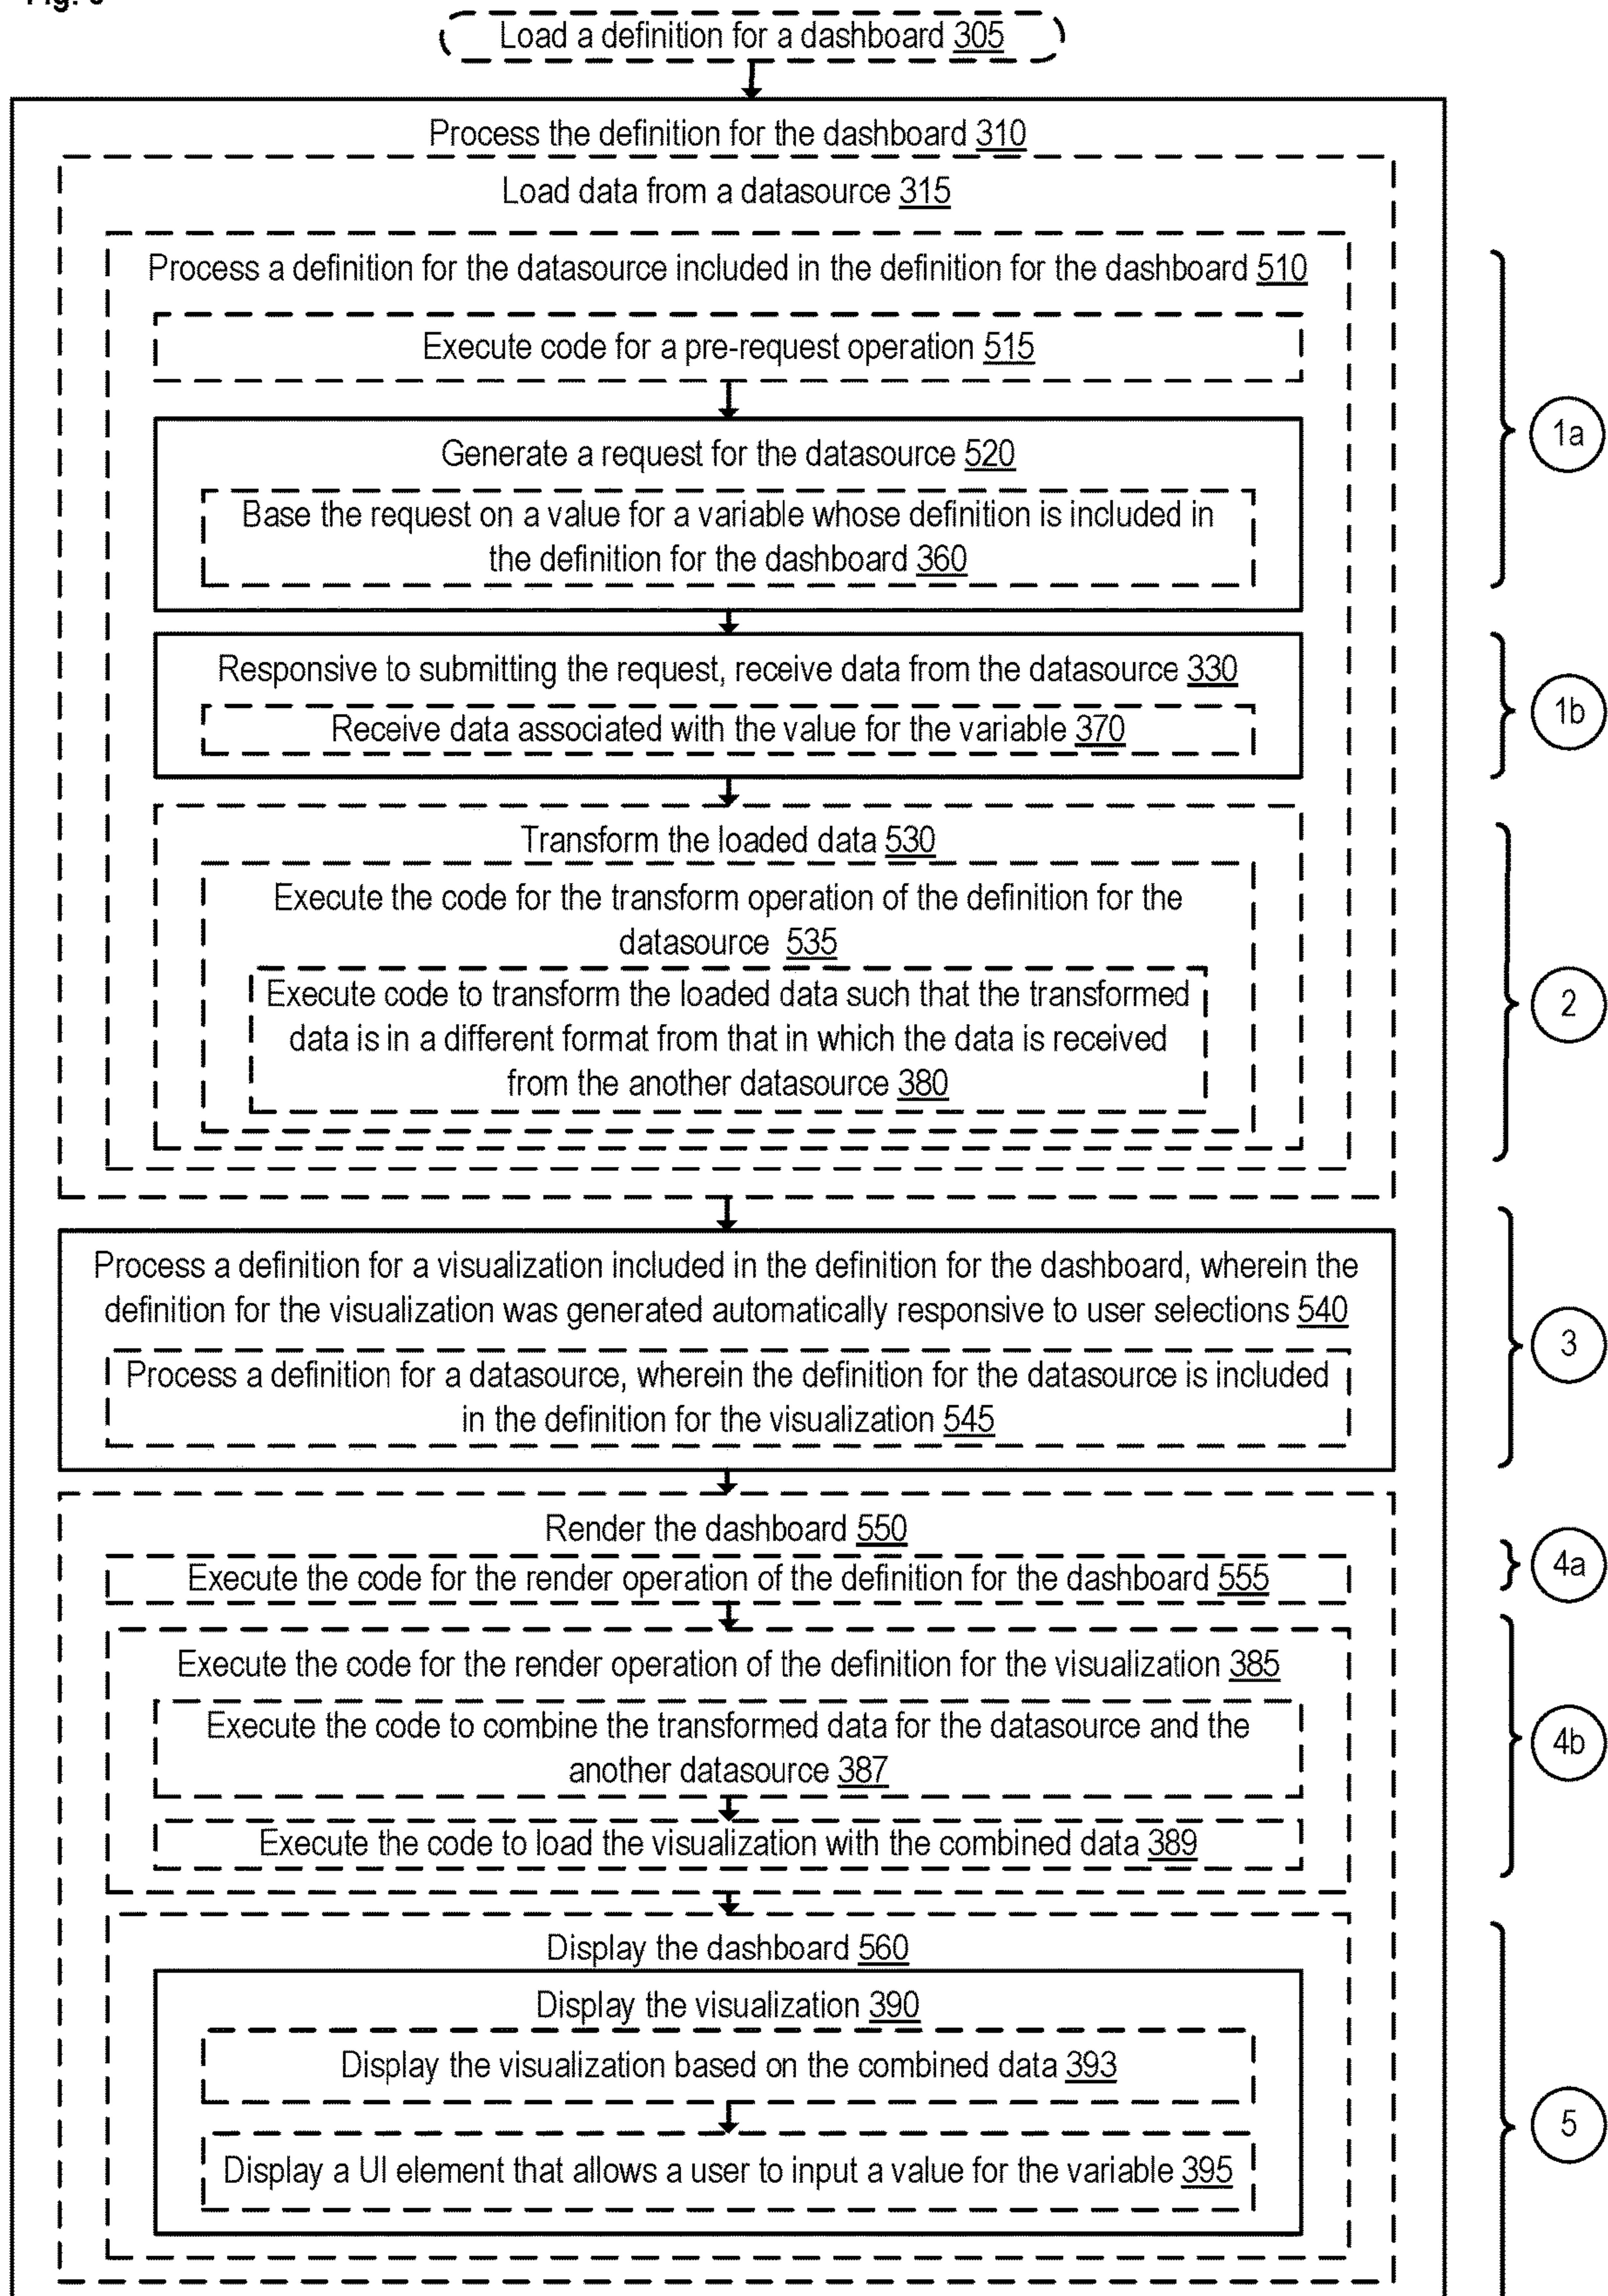 Load a definition for a dashboard 305
Process the definition for the dashboard 310
Load data from a datasource 315
Process a definition for the datasource included in the definition for the dashboard 510
Execute code for a pre-request operation 515
1a
Generate a request for the datasource 520
Base the request on a value for a variable whose definition is included in
the definition for the dashboard 360
Responsive to submitting the request, receive data from the datasource 330
1b
Receive data associated with the value for the variable 370
Transform the loaded data 530
Execute the code for the transform operation of the definition for the
datasource 535
Execute code to transform the loaded data such that the transformed
2
data is in a different format from that in which the data is received
from the another datasource 380
Process a definition for a visualization included in the definition for the dashboard, wherein the
definition for the visualization was generated automatically responsive to user selections 540
3
Process a definition for a datasource, wherein the definition for the datasource is included
in the definition for the visualization 545
Render the dashboard 550
4a
Execute the code for the render operation of the definition for the dashboard 555
Execute the code for the render operation of the definition for the visualization 385
Execute the code to combine the transformed data for the datasource and the
4b
another datasource 387
Execute the code to load the visualization with the combined data 389
Display the dashboard 560
Display the visualization 390
Display the visualization based on the combined data 393
5
Display a UI element that allows a user to input a value for the variable 395